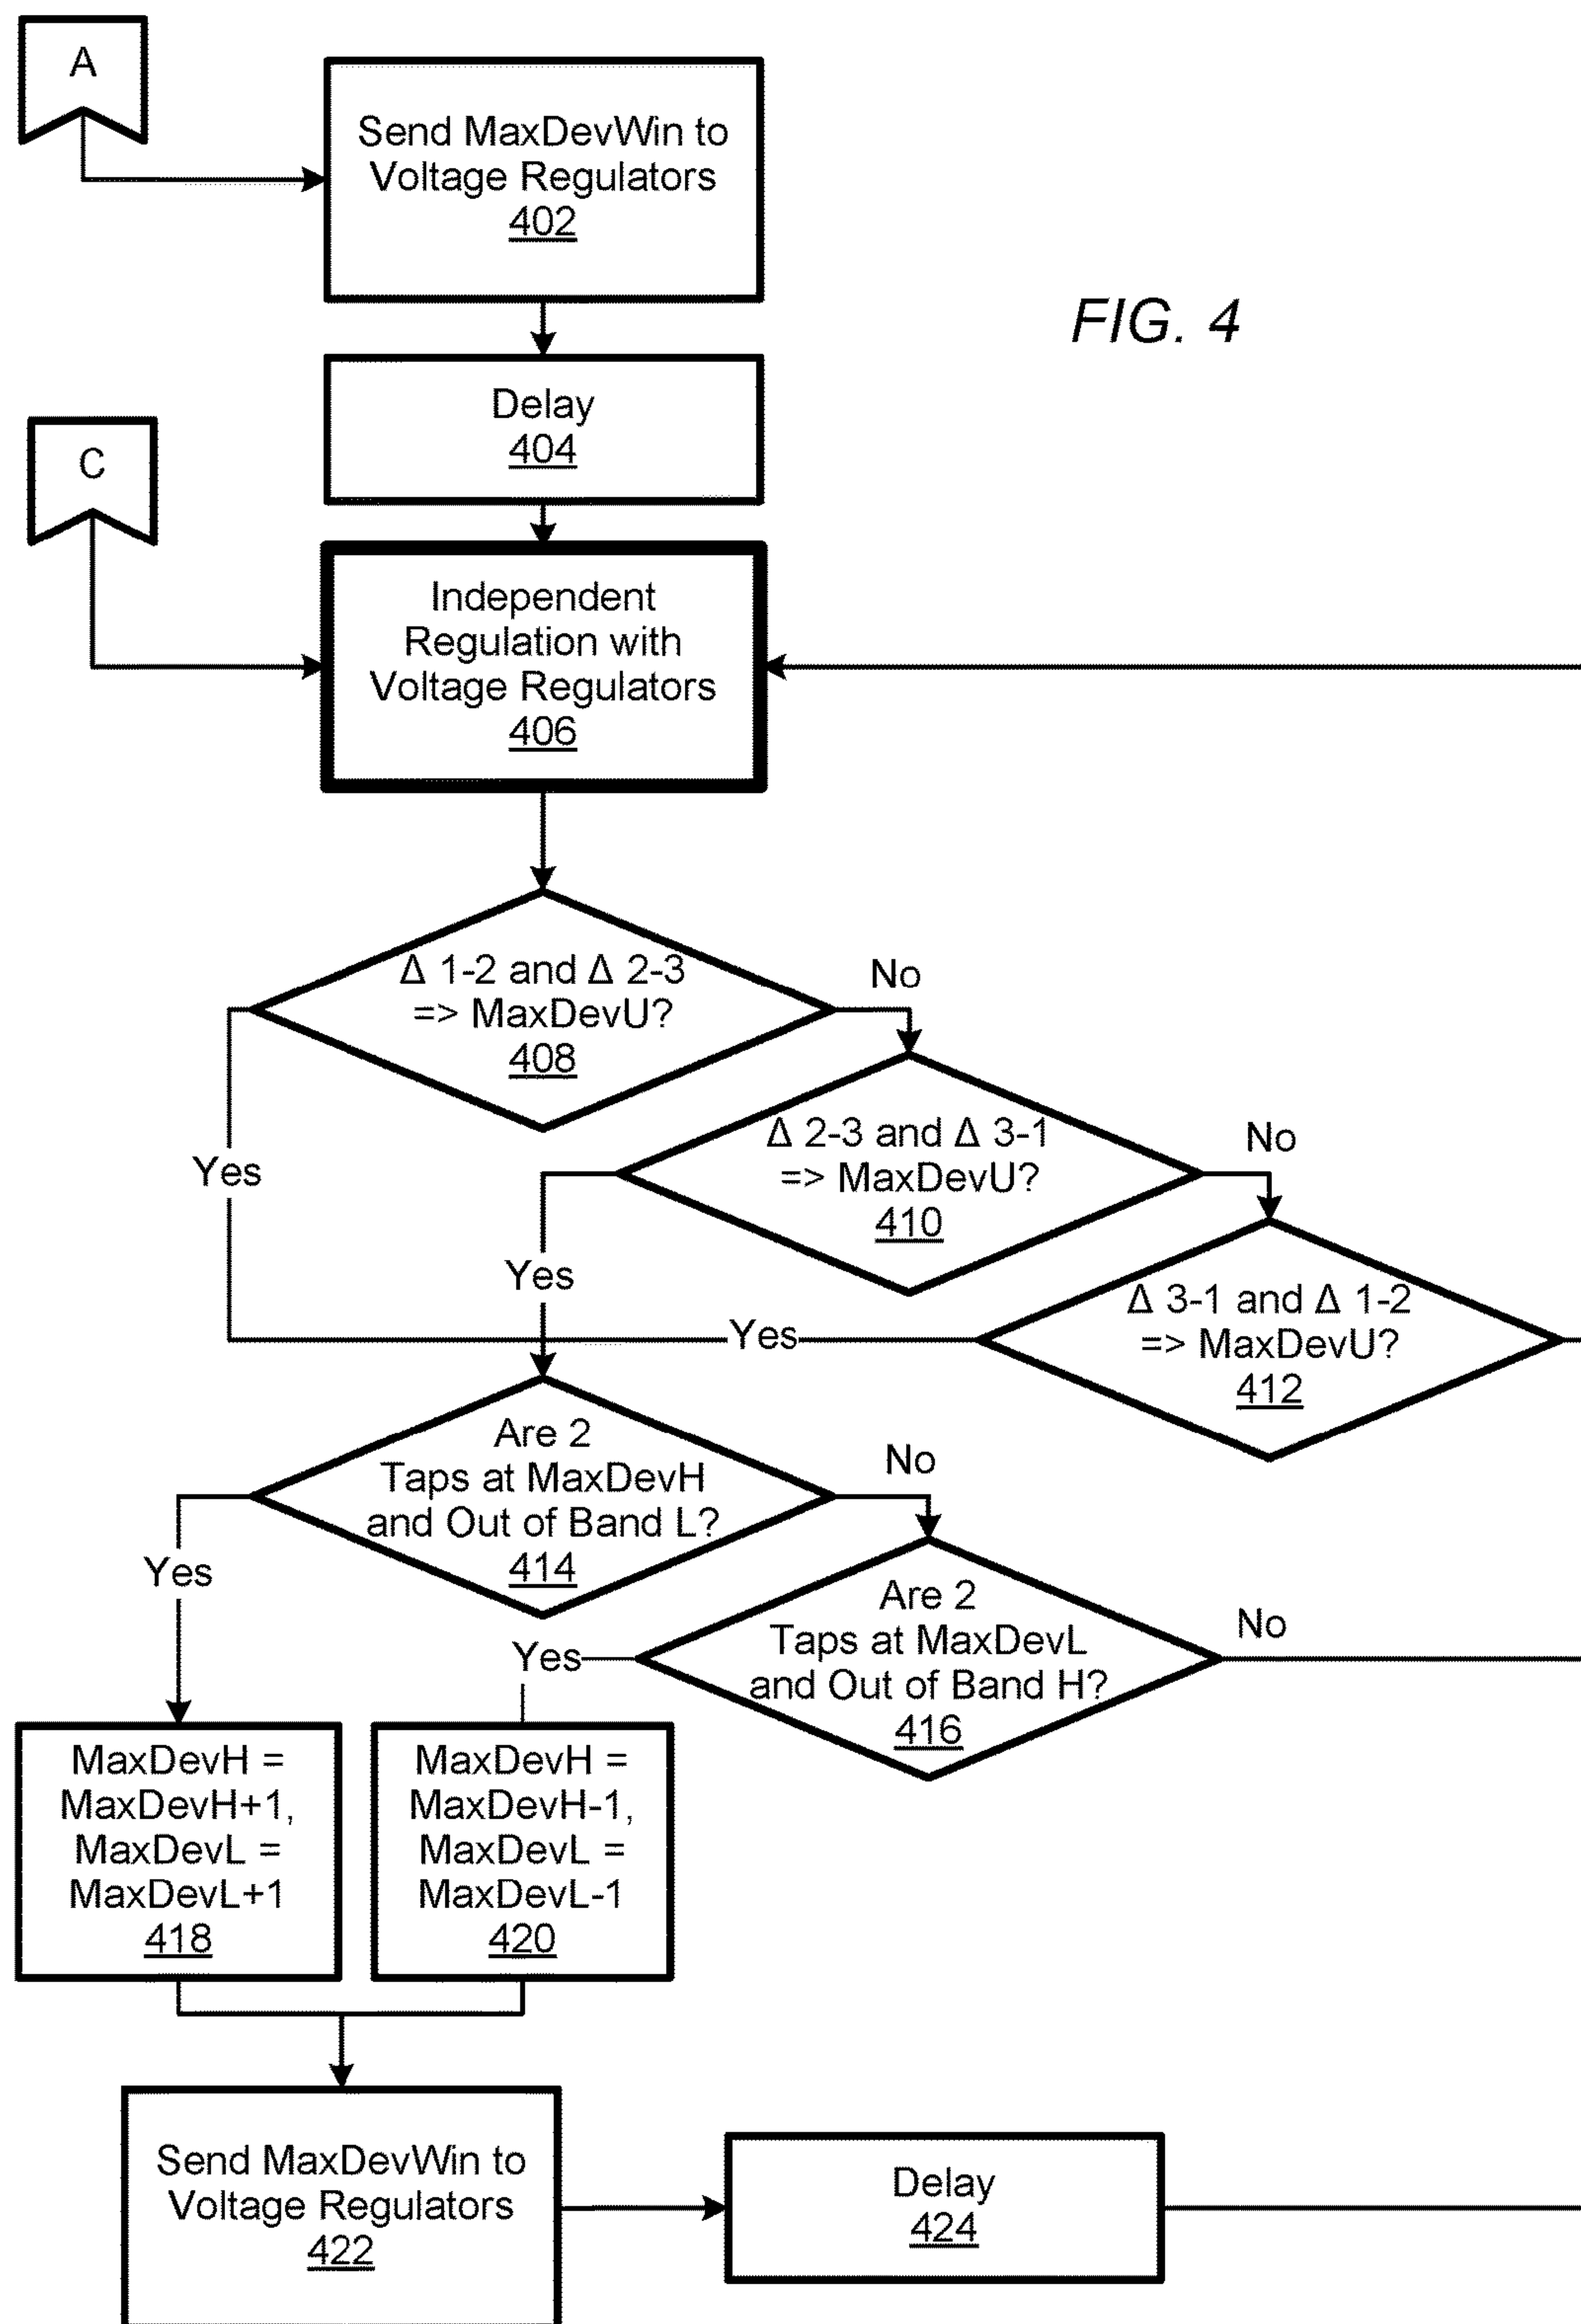 A
Send MaxDevWin to
Voltage Regulators
402
FIG. 4
Delay
404
C
Independent
Regulation with
Voltage Regulators
406
Δ 1-2 and Δ 2-3
=> MaxDevU?
408
No
Yes
Δ 2-3 and Δ 3-1
=> MaxDevU?
410
No
Yes
Δ 3-1 and Δ 1-2
=> MaxDevU?
412
Yes
Are 2
Taps at MaxDevH
and Out of Band L?
414
No
Yes
Are 2
Taps at MaxDevL
and Out of Band H?
416
No
Yes
MaxDevH =
MaxDevH+1,
MaxDevL =
MaxDevL+1
418
MaxDevH =
MaxDevH-1,
MaxDevL =
MaxDevL-1
420
Send MaxDevWin to
Voltage Regulators
422
Delay
424